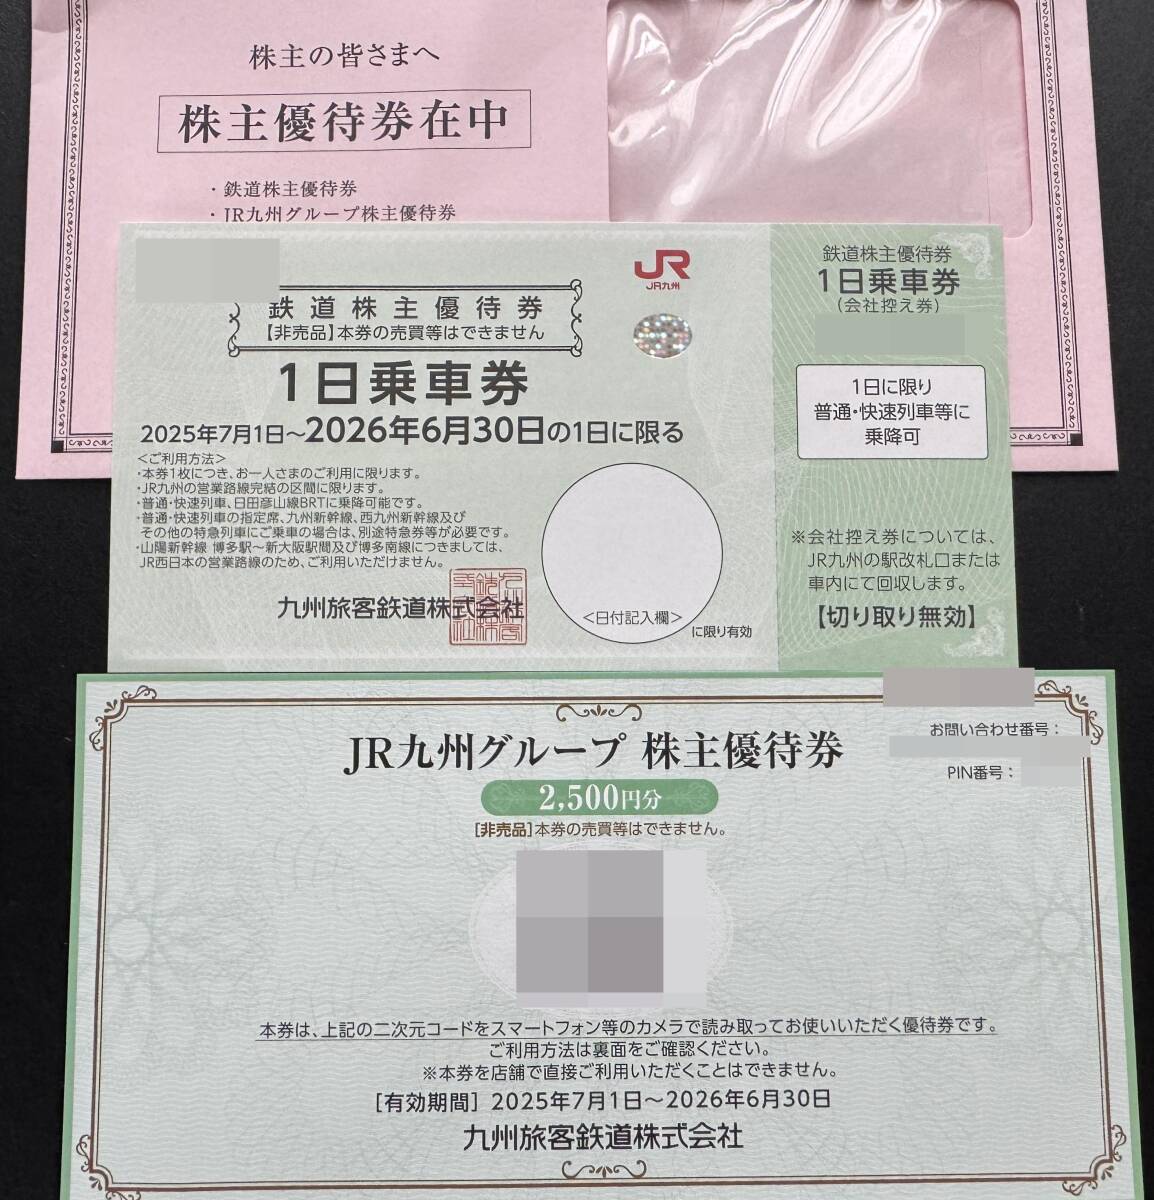 株主の皆さまへ
株主優待券在中
・鉄道株主優待券
・JR九州グループ株主優待券
JR
JR九州
鉄道株主優待券
【非売品】本券の売買等はできません
1日乗車券
2025年7月1日～2026年6月30日の1日に限る
＜ご利用方法＞
・本券1枚につき、お一人さまのご利用に限ります。
・JR九州の営業路線完結の区間に限ります。
・普通・快速列車、日田彦山線BRTに乗降可能です。
・普通・快速列車の指定席、九州新幹線、西九州新幹線及び
その他の特急列車にご乗車の場合は、別途特急券等が必要です。
・山陽新幹線 博多駅～新大阪駅間及び博多南線につきましては、
JR西日本の営業路線のため、ご利用いただけません。
九州旅客鉄道株式会社
＜日付記入欄＞
に限り有効
鉄道株主優待券
1日乗車券
(会社控え券)
1日に限り
普通・快速列車等に
乗降可
※会社控え券については、
JR九州の駅改札口または
車内にて回収します。
【切り取り無効】
お問い合わせ番号：
PIN番号：
JR九州グループ 株主優待券
2,500円分
[非売品]本券の売買等はできません。
本券は、上記の二次元コードをスマートフォン等のカメラで読み取ってお使いいただく優待券です。
ご利用方法は裏面をご確認ください。
※本券を店舗で直接ご利用いただくことはできません。
[有効期間] 2025年7月1日～2026年6月30日
九州旅客鉄道株式会社